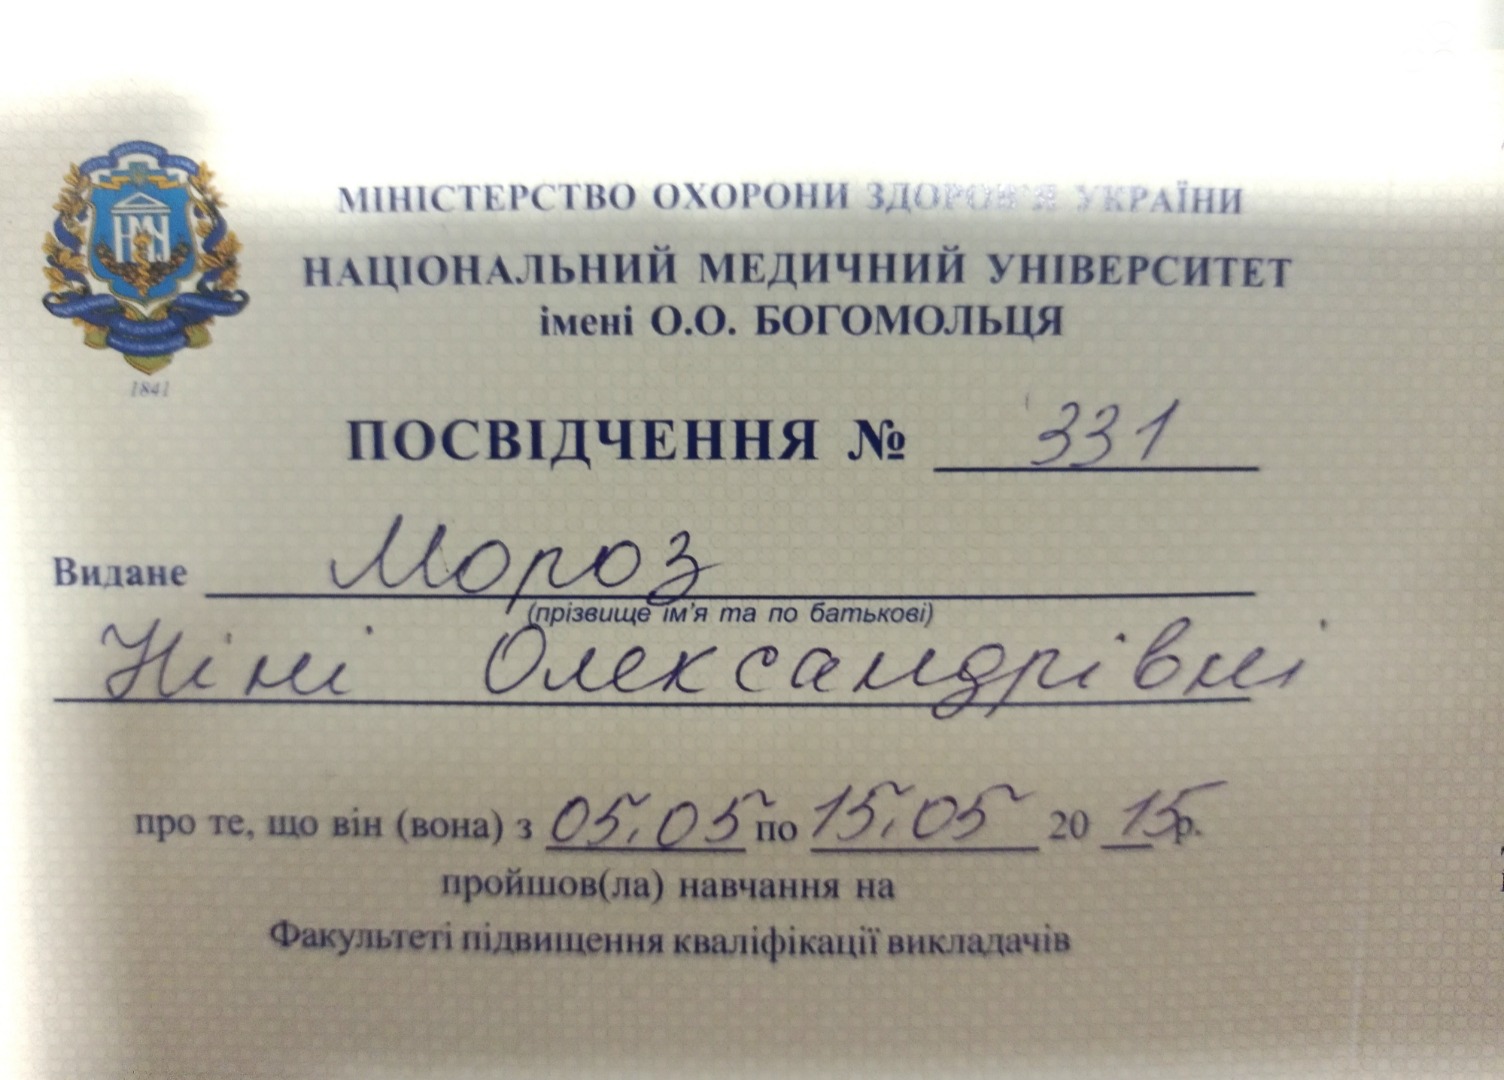 МІНІСТЕРСТВО ОХОРОНИ ЗДОРОВ'Я УКРАЇНИ
НАЦІОНАЛЬНИЙ МЕДИЧНИЙ УНІВЕРСИТЕТ
імені О.О. БОГОМОЛЬЦЯ
НМУ
1841
ПОСВІДЧЕННЯ № 331
Видане Мороз
(прізвище ім'я та по батькові)
Ніні Олександрівні
про те, що він (вона) з 05.05 по 15.05 20 15р.
пройшов(ла) навчання на
Факультеті підвищення кваліфікації викладачів